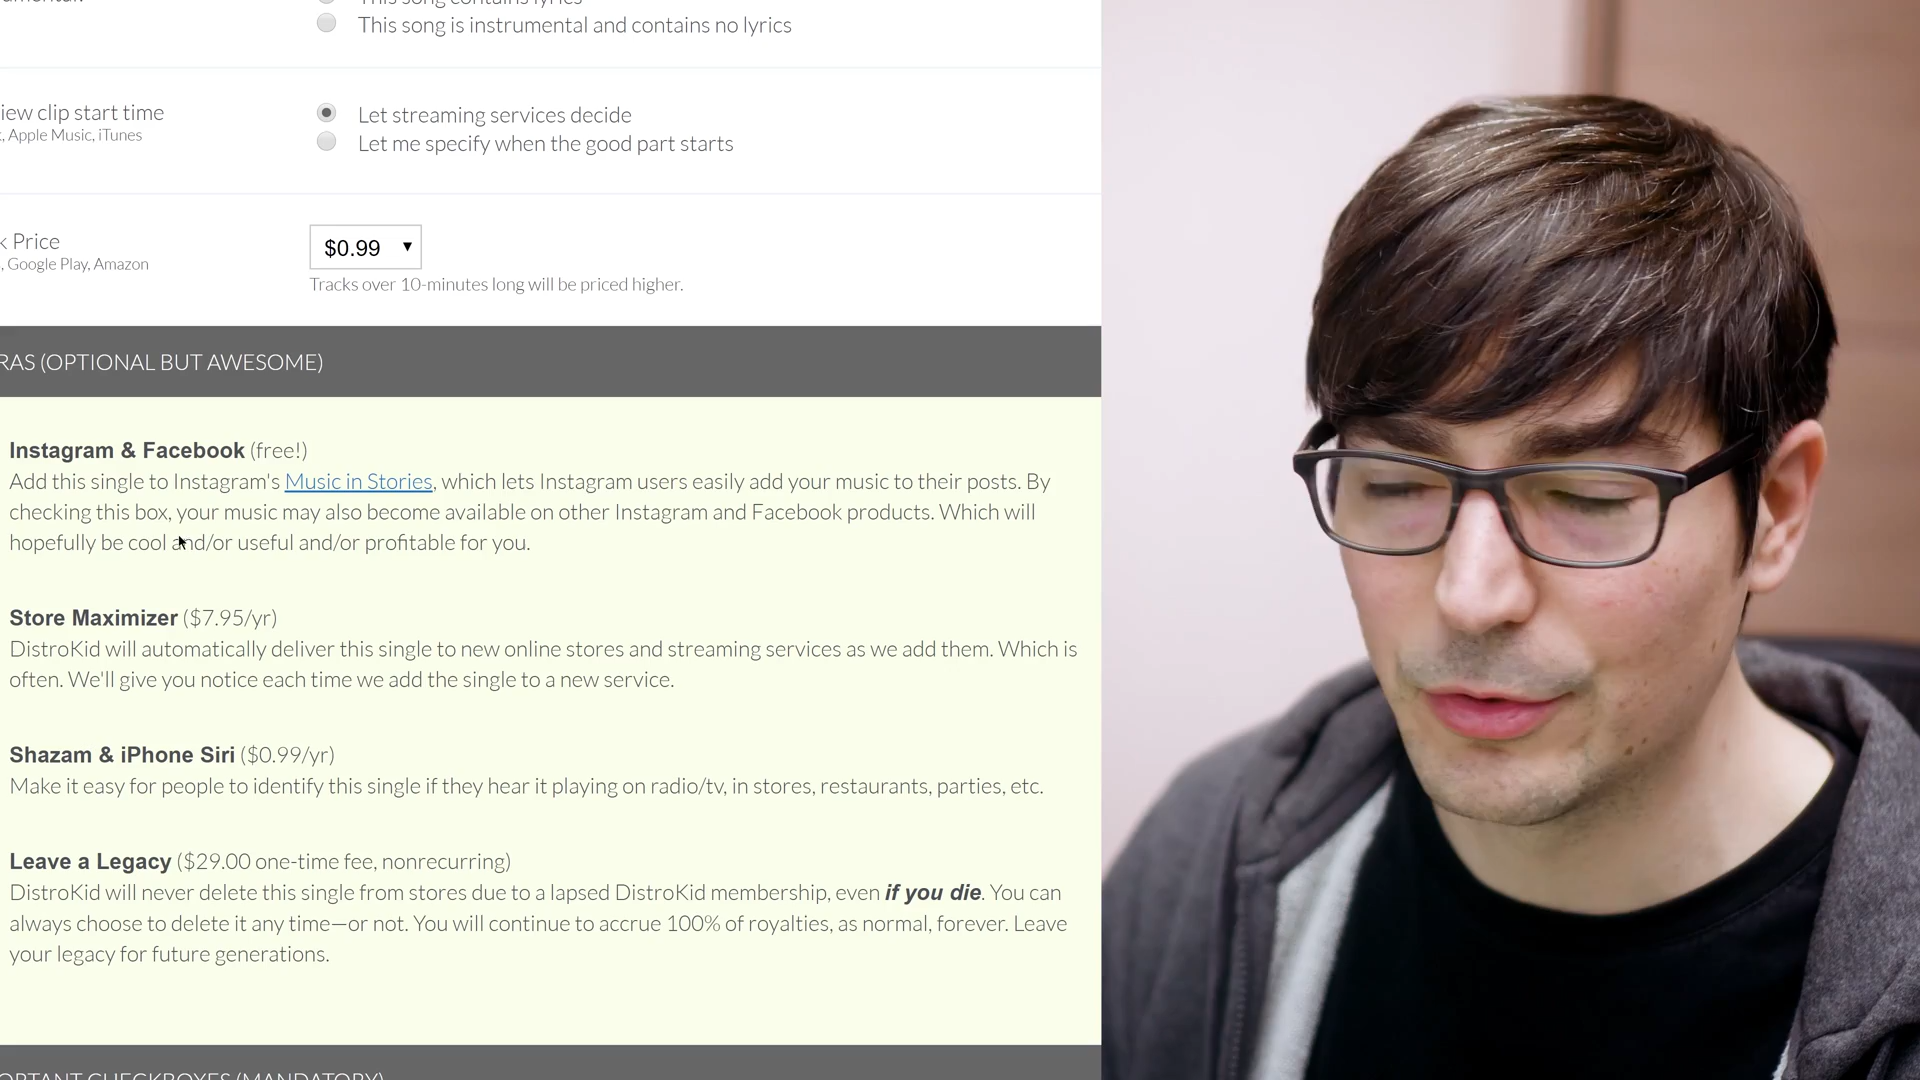 This song contains lyrics
This song is instrumental and contains no lyrics
iew clip start time
, Apple Music, iTunes
Let streaming services decide
Let me specify when the good part starts
k Price
, Google Play, Amazon
$0.99
Tracks over 10-minutes long will be priced higher.
RAS (OPTIONAL BUT AWESOME)
Instagram & Facebook (free!)
Add this single to Instagram's Music in Stories, which lets Instagram users easily add your music to their posts. By
checking this box, your music may also become available on other Instagram and Facebook products. Which will
hopefully be cool and/or useful and/or profitable for you.
Store Maximizer ($7.95/yr)
DistroKid will automatically deliver this single to new online stores and streaming services as we add them. Which is
often. We'll give you notice each time we add the single to a new service.
Shazam & iPhone Siri ($0.99/yr)
Make it easy for people to identify this single if they hear it playing on radio/tv, in stores, restaurants, parties, etc.
Leave a Legacy ($29.00 one-time fee, nonrecurring)
DistroKid will never delete this single from stores due to a lapsed DistroKid membership, even if you die. You can
always choose to delete it any time—or not. You will continue to accrue 100% of royalties, as normal, forever. Leave
your legacy for future generations.
ORTANT CHECKBOXES (MANDATORY)